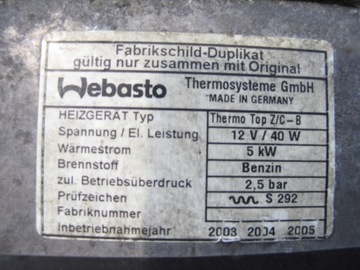 Fabrikschild-Duplikat
gültig nur zusammen mit Original
Webasto Thermosysteme GmbH
MADE IN GERMANY
HEIZGERÄT Typ Thermo Top Z/C-B
Spannung / El. Leistung 12 V / 40 W
Wärmestrom 5 kW
Brennstoff Benzin
zul. Betriebsüberdruck 2,5 bar
Prüfzeichen S 292
Fabriknummer
Inbetriebnahmejahr 2003 2004 2005